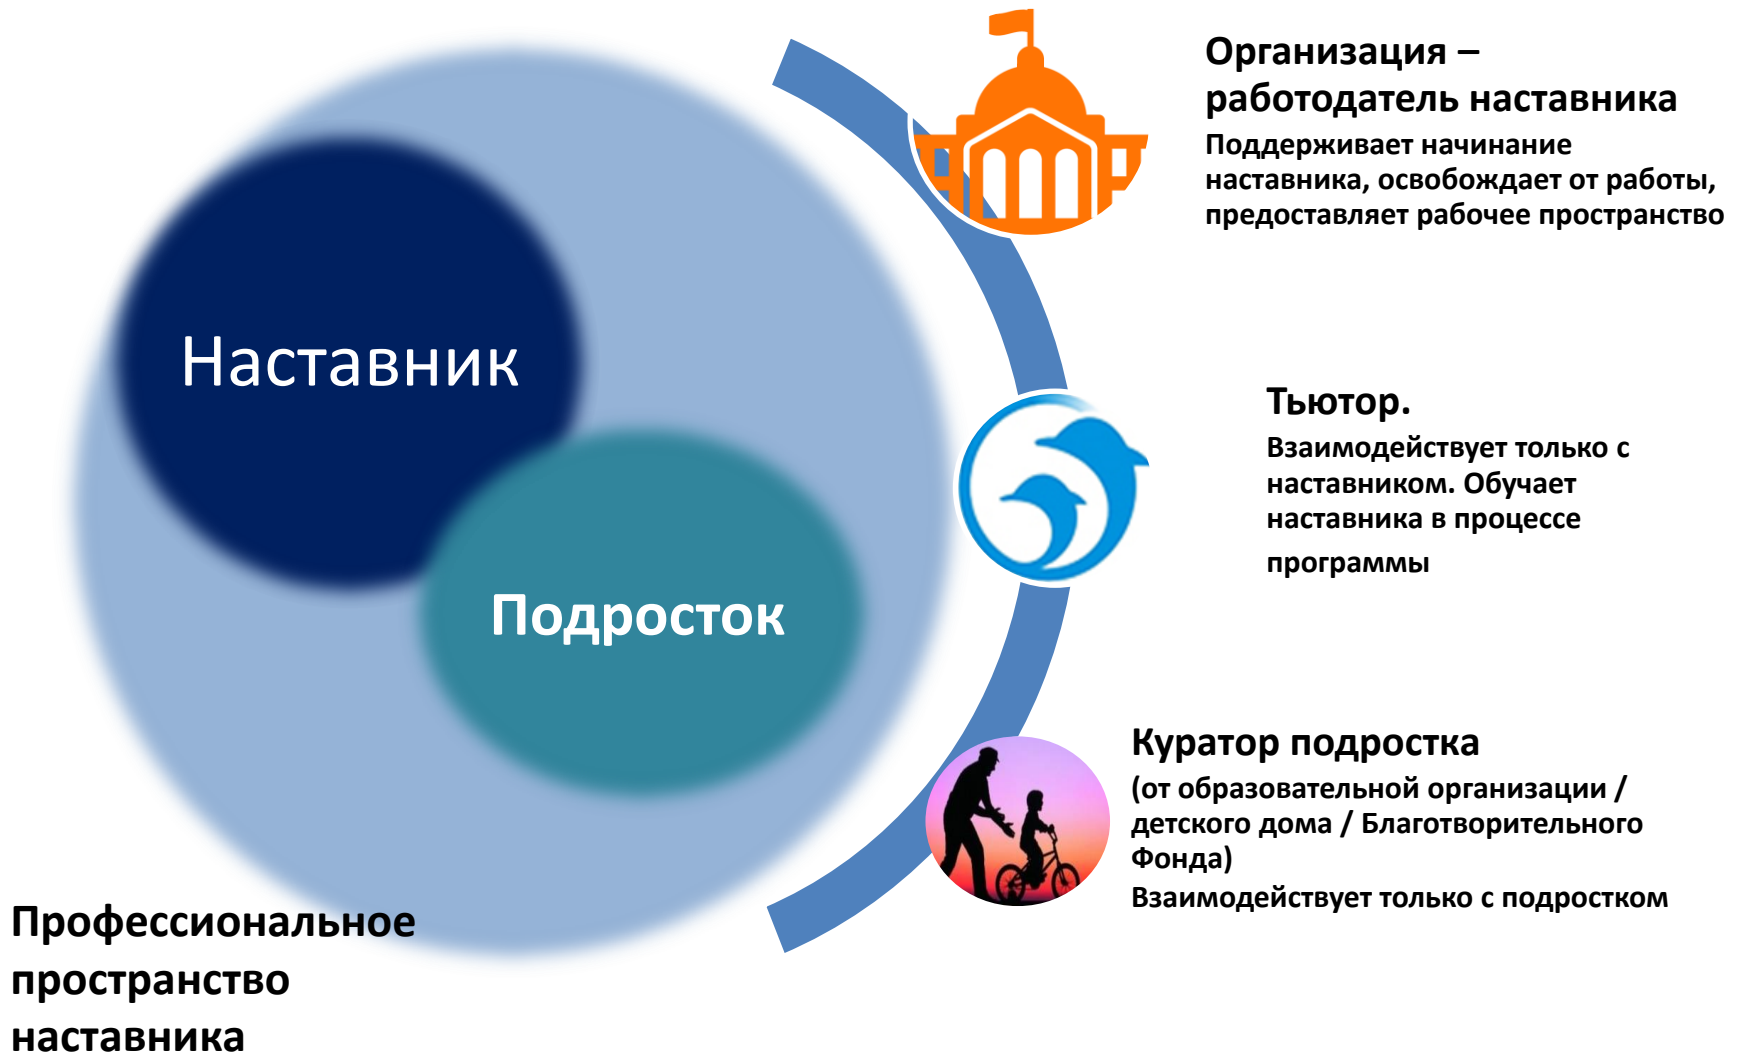 Наставник
Подросток
Профессиональное
пространство
наставника
Организация –
работодатель наставника
Поддерживает начинание
наставника, освобождает от работы,
предоставляет рабочее пространство
Тьютор.
Взаимодействует только с
наставником. Обучает
наставника в процессе
программы
Куратор подростка
(от образовательной организации /
детского дома / Благотворительного
Фонда)
Взаимодействует только с подростком